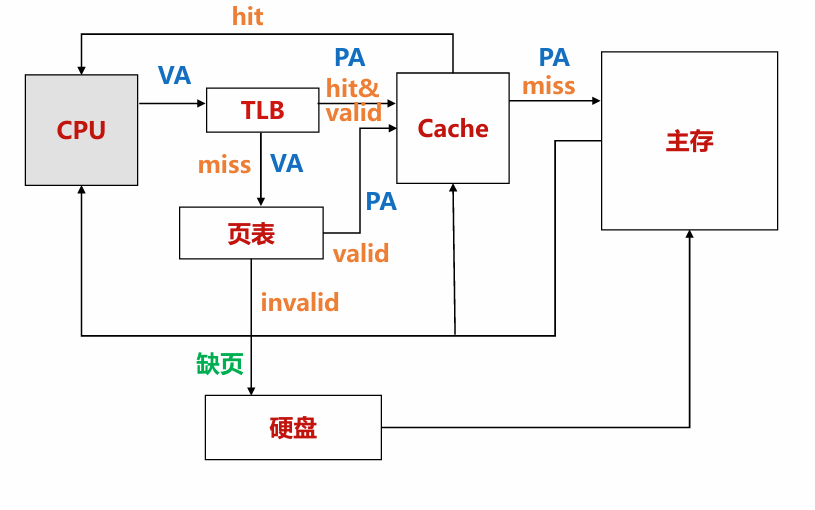 hit
VA
PA
PA
hit&
valid
miss
TLB
CPU
Cache
主存
miss
VA
PA
页表
valid
invalid
缺页
硬盘